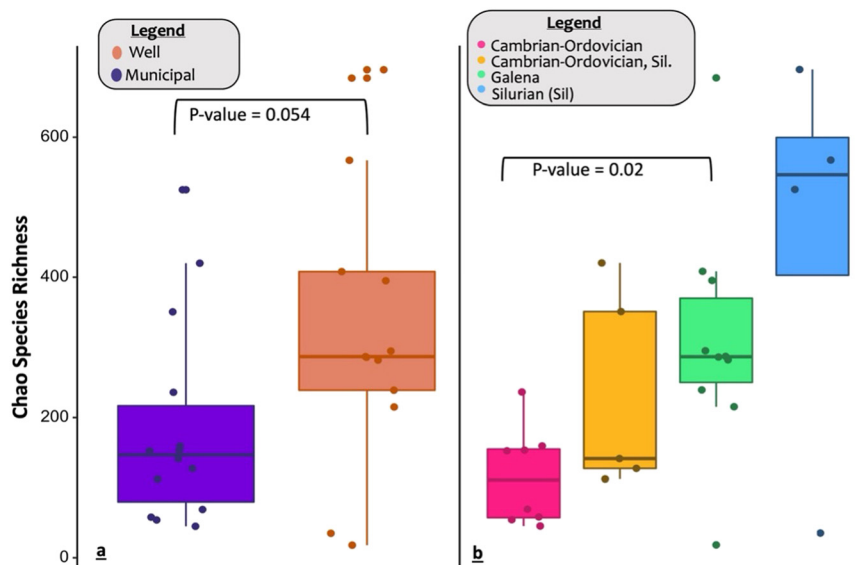 Legend
Well
Municipal
P-value = 0.054
Chao Species Richness
600
400
200
0
a
Legend
Cambrian-Ordovician
Cambrian-Ordovician, Sil.
Galena
Silurian (Sil)
P-value = 0.02
b